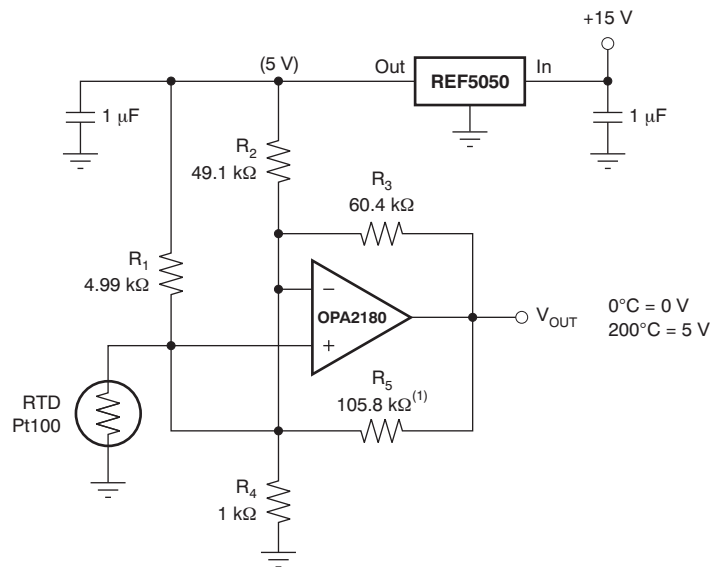 +15 V
(5 V)
Out
REF5050
In
1 μF
1 μF
R2
49.1 kΩ
R3
60.4 kΩ
R1
4.99 kΩ
–
OPA2180
+
VOUT
0°C = 0 V
200°C = 5 V
RTD
Pt100
R5
105.8 kΩ(1)
R4
1 kΩ